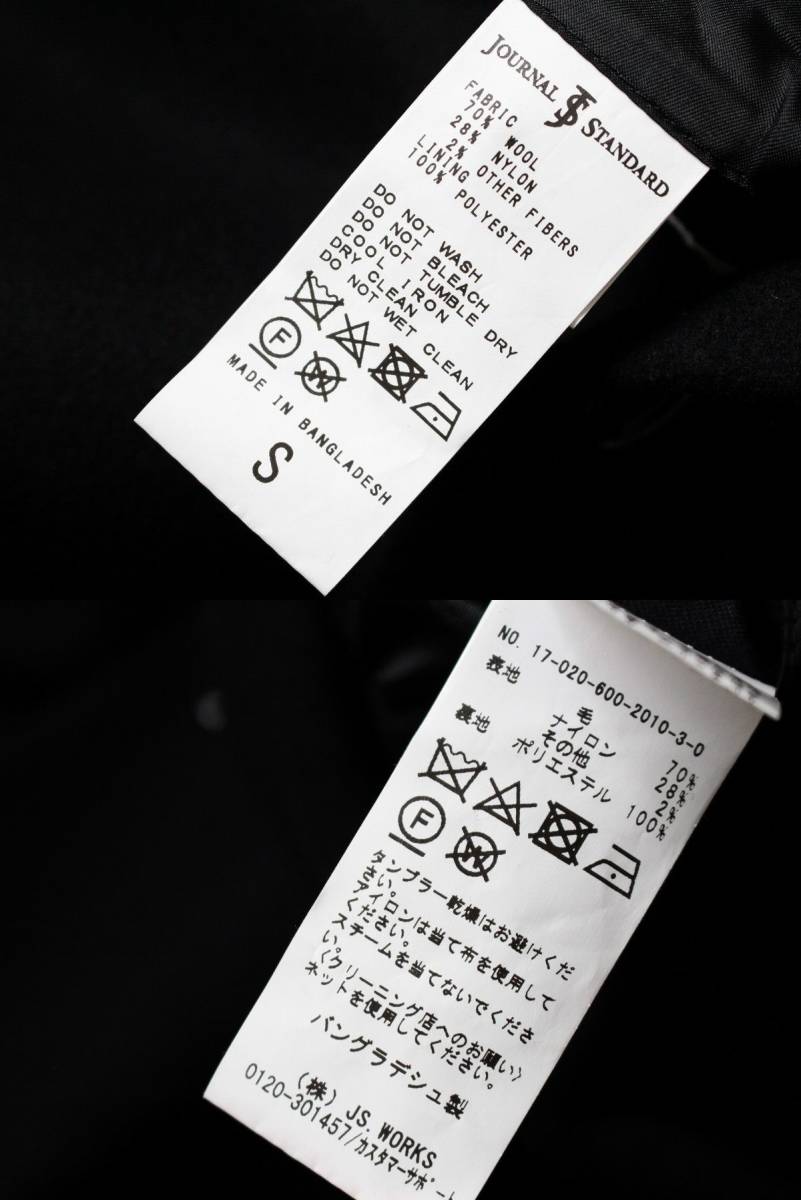 JOURNAL JS STANDARD
FABRIC
70% WOOL
28% NYLON
2% OTHER FIBERS
LINING
100% POLYESTER
DO NOT WASH
DO NOT BLEACH
DO NOT TUMBLE DRY
COOL IRON
DRY CLEAN
DO NOT WET CLEAN
F W
MADE IN BANGLADESH
S
NO. 17-020-600-2010-3-0
表地
毛 70%
ナイロン 28%
その他 2%
裏地 ポリエステル 100%
F W
タンブラー乾燥はお避けくだ
さい。
アイロンは当て布を使用して
ください。
スチームを当てないでくださ
い。
〈クリーニング店へのお願い〉
ネットを使用してください。
バングラデシュ製
(株) JS. WORKS
0120-301457/カスタマーサポート